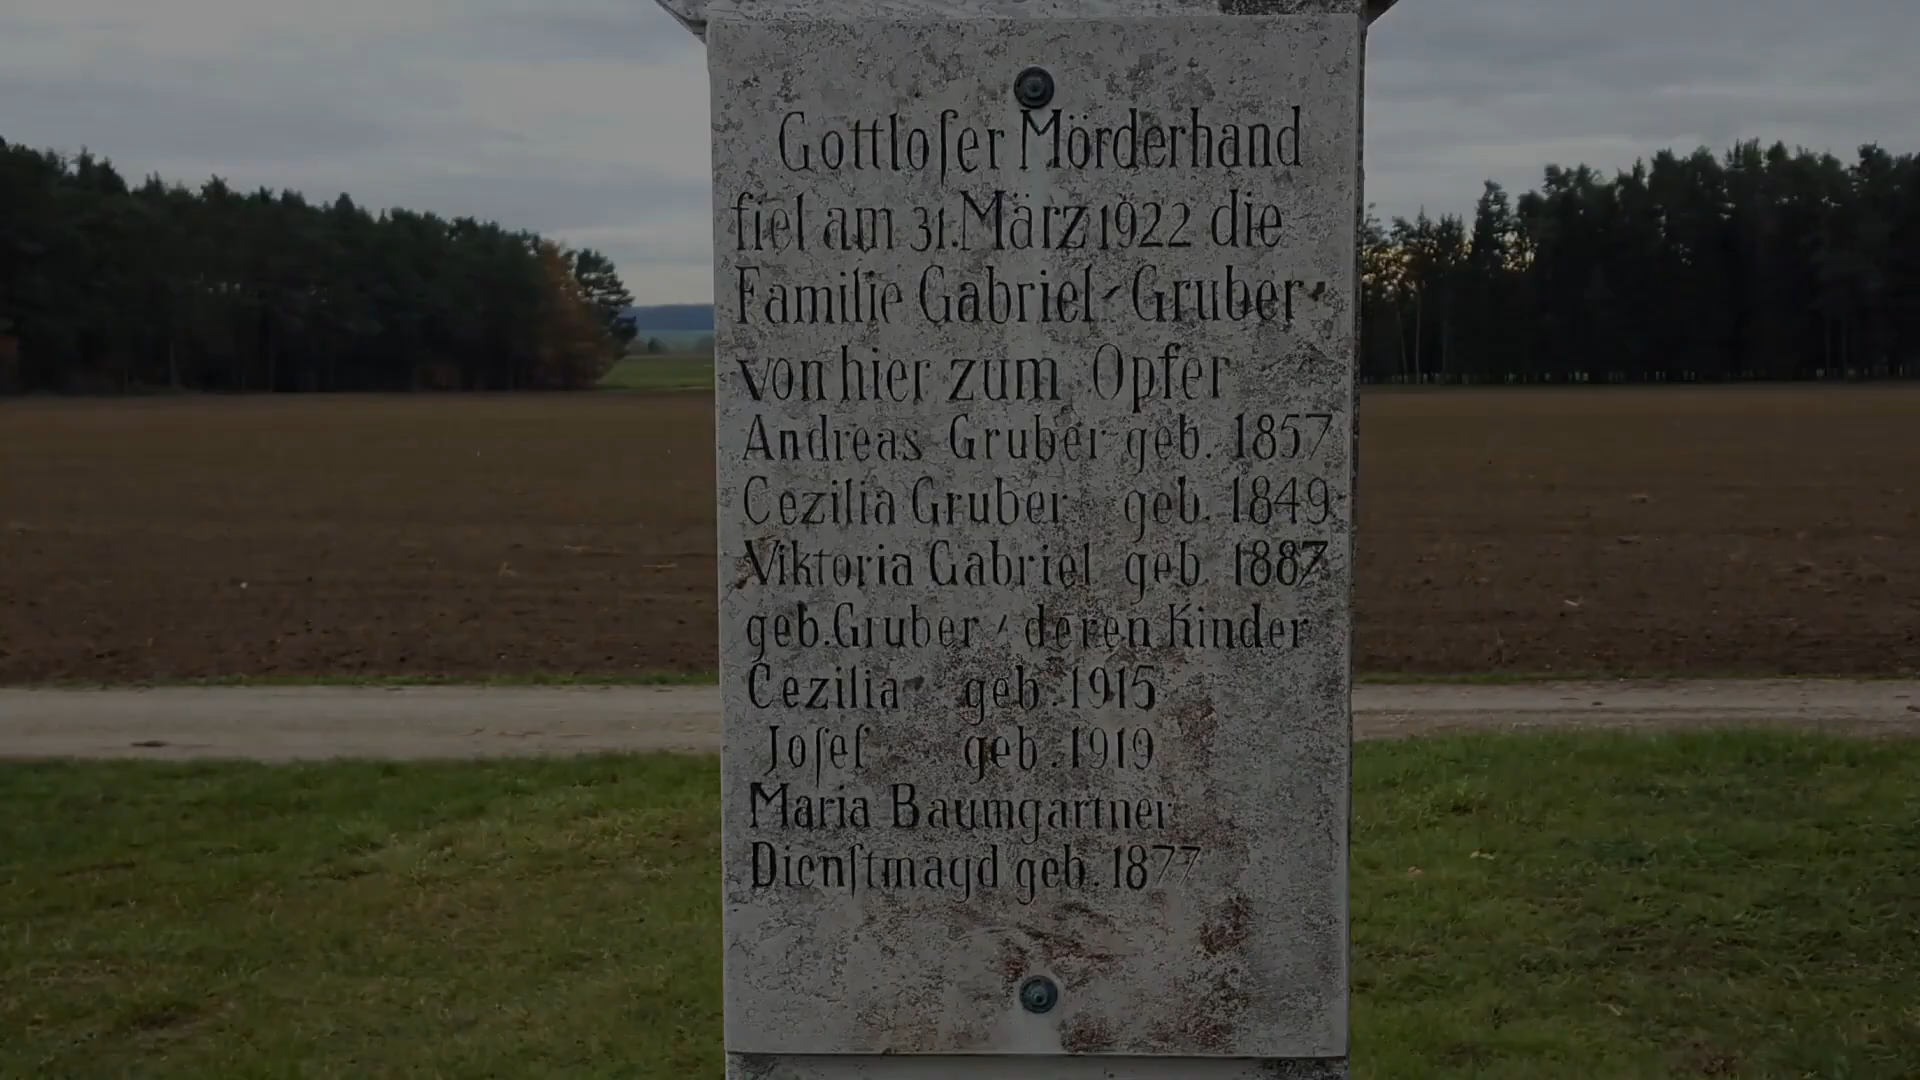 Gottloſer Mörderhand
fiel am 31. März 1922 die
Familie Gabriel-Gruber
von hier zum Opfer
Andreas Gruber geb. 1857
Cezilia Gruber geb. 1849
Viktoria Gabriel geb. 1887
geb. Gruber / deren Kinder
Cezilia geb. 1915
Joſef geb. 1919
Maria Baumgartner
Dienſtmagd geb. 1877